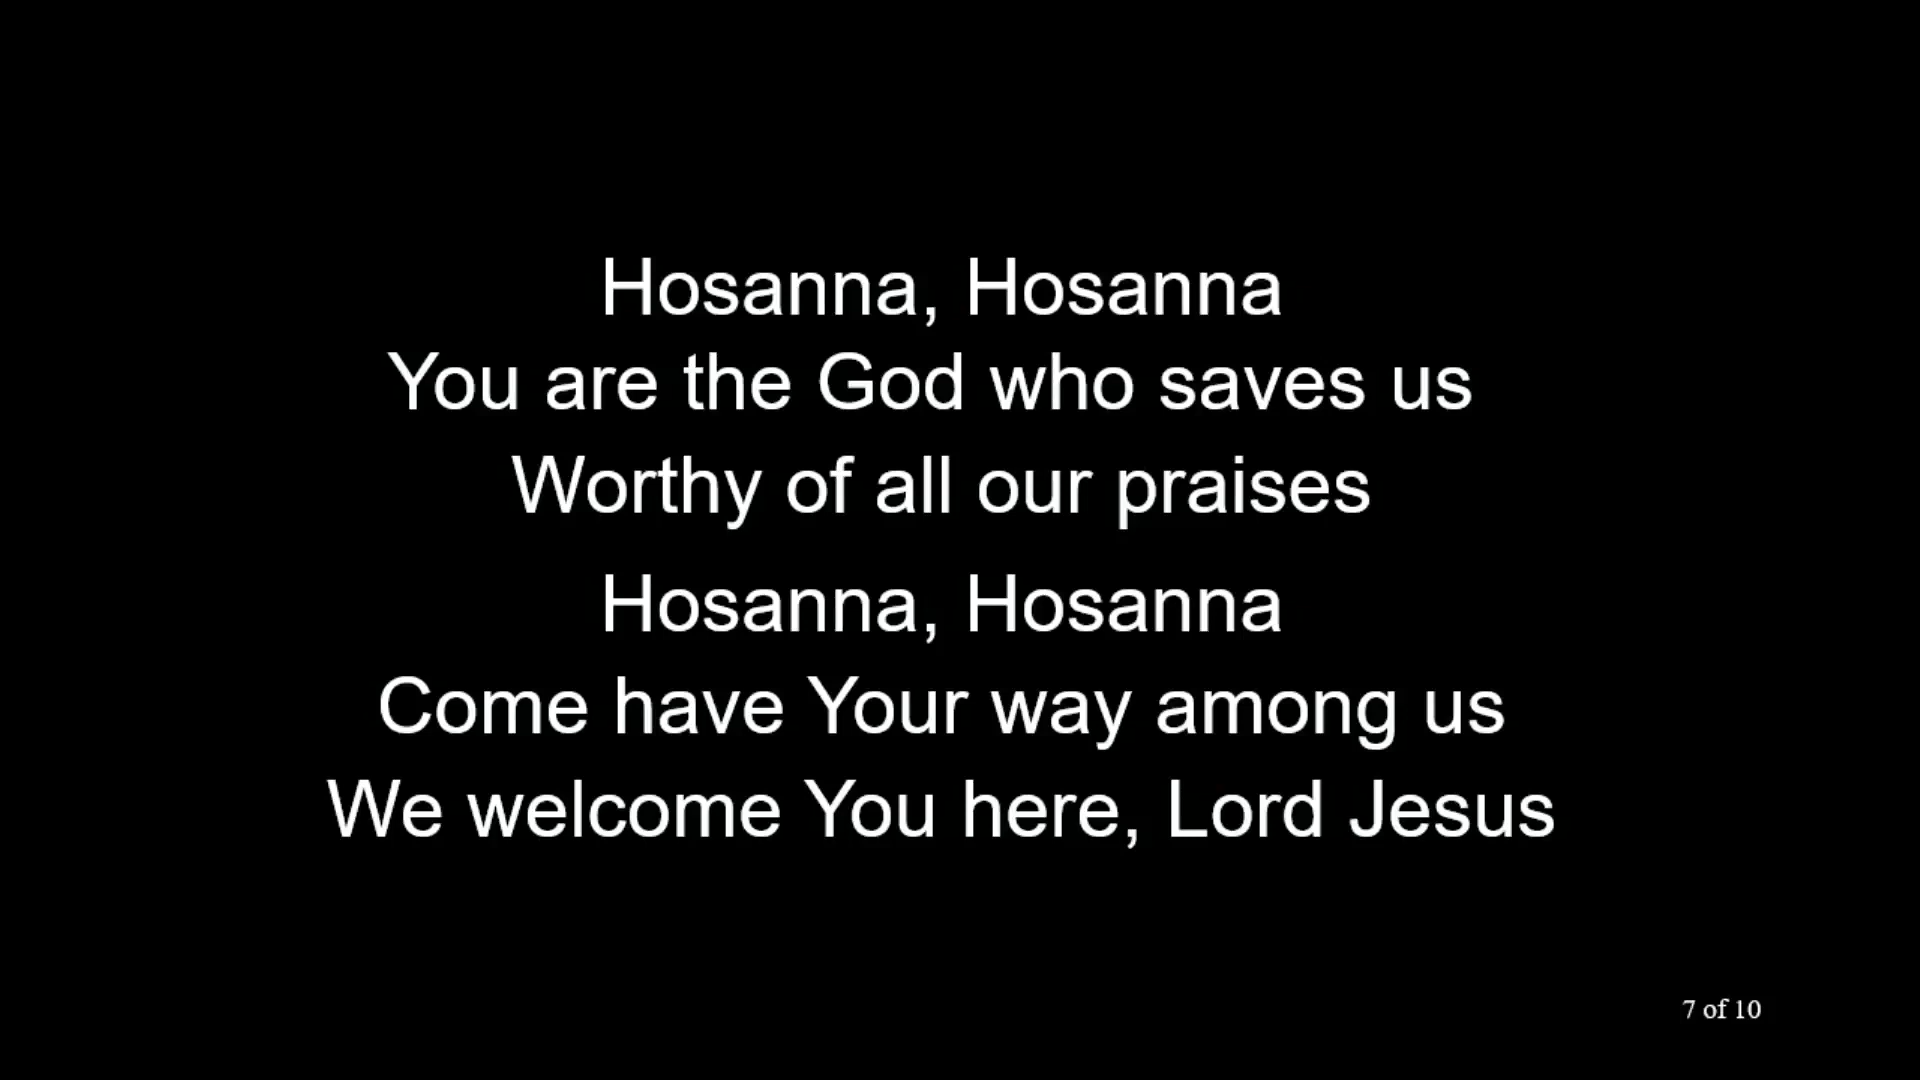 Hosanna, Hosanna
You are the God who saves us
Worthy of all our praises
Hosanna, Hosanna
Come have Your way among us
We welcome You here, Lord Jesus
7 of 10